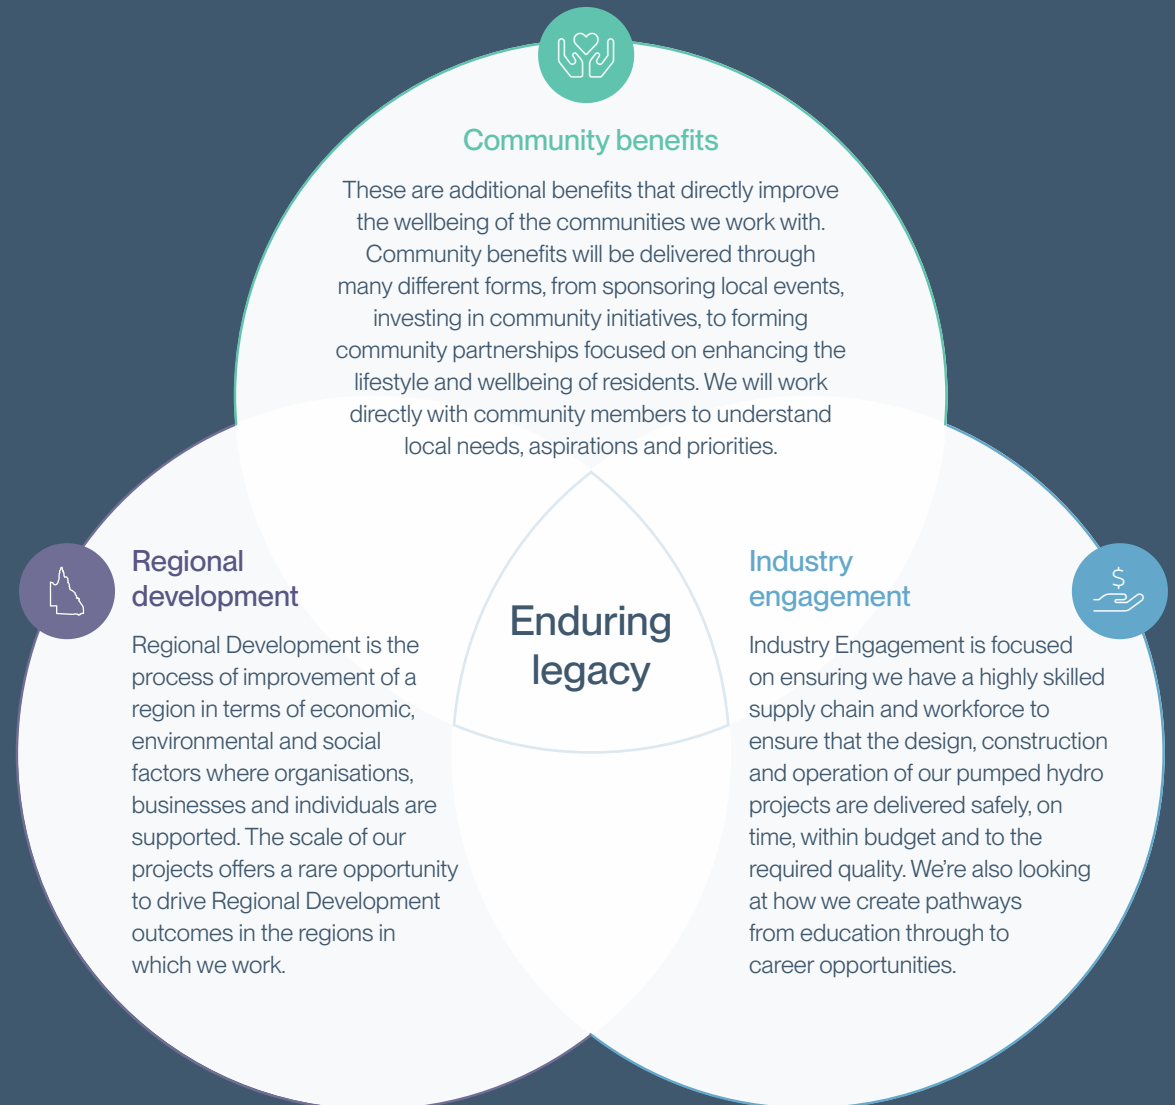 Community benefits
These are additional benefits that directly improve
the wellbeing of the communities we work with.
Community benefits will be delivered through
many different forms, from sponsoring local events,
investing in community initiatives, to forming
community partnerships focused on enhancing the
lifestyle and wellbeing of residents. We will work
directly with community members to understand
local needs, aspirations and priorities.
Regional
development
Regional Development is the
process of improvement of a
region in terms of economic,
environmental and social
factors where organisations,
businesses and individuals are
supported. The scale of our
projects offers a rare opportunity
to drive Regional Development
outcomes in the regions in
which we work.
Enduring
legacy
$
Industry
engagement
Industry Engagement is focused
on ensuring we have a highly skilled
supply chain and workforce to
ensure that the design, construction
and operation of our pumped hydro
projects are delivered safely, on
time, within budget and to the
required quality. We’re also looking
at how we create pathways
from education through to
career opportunities.